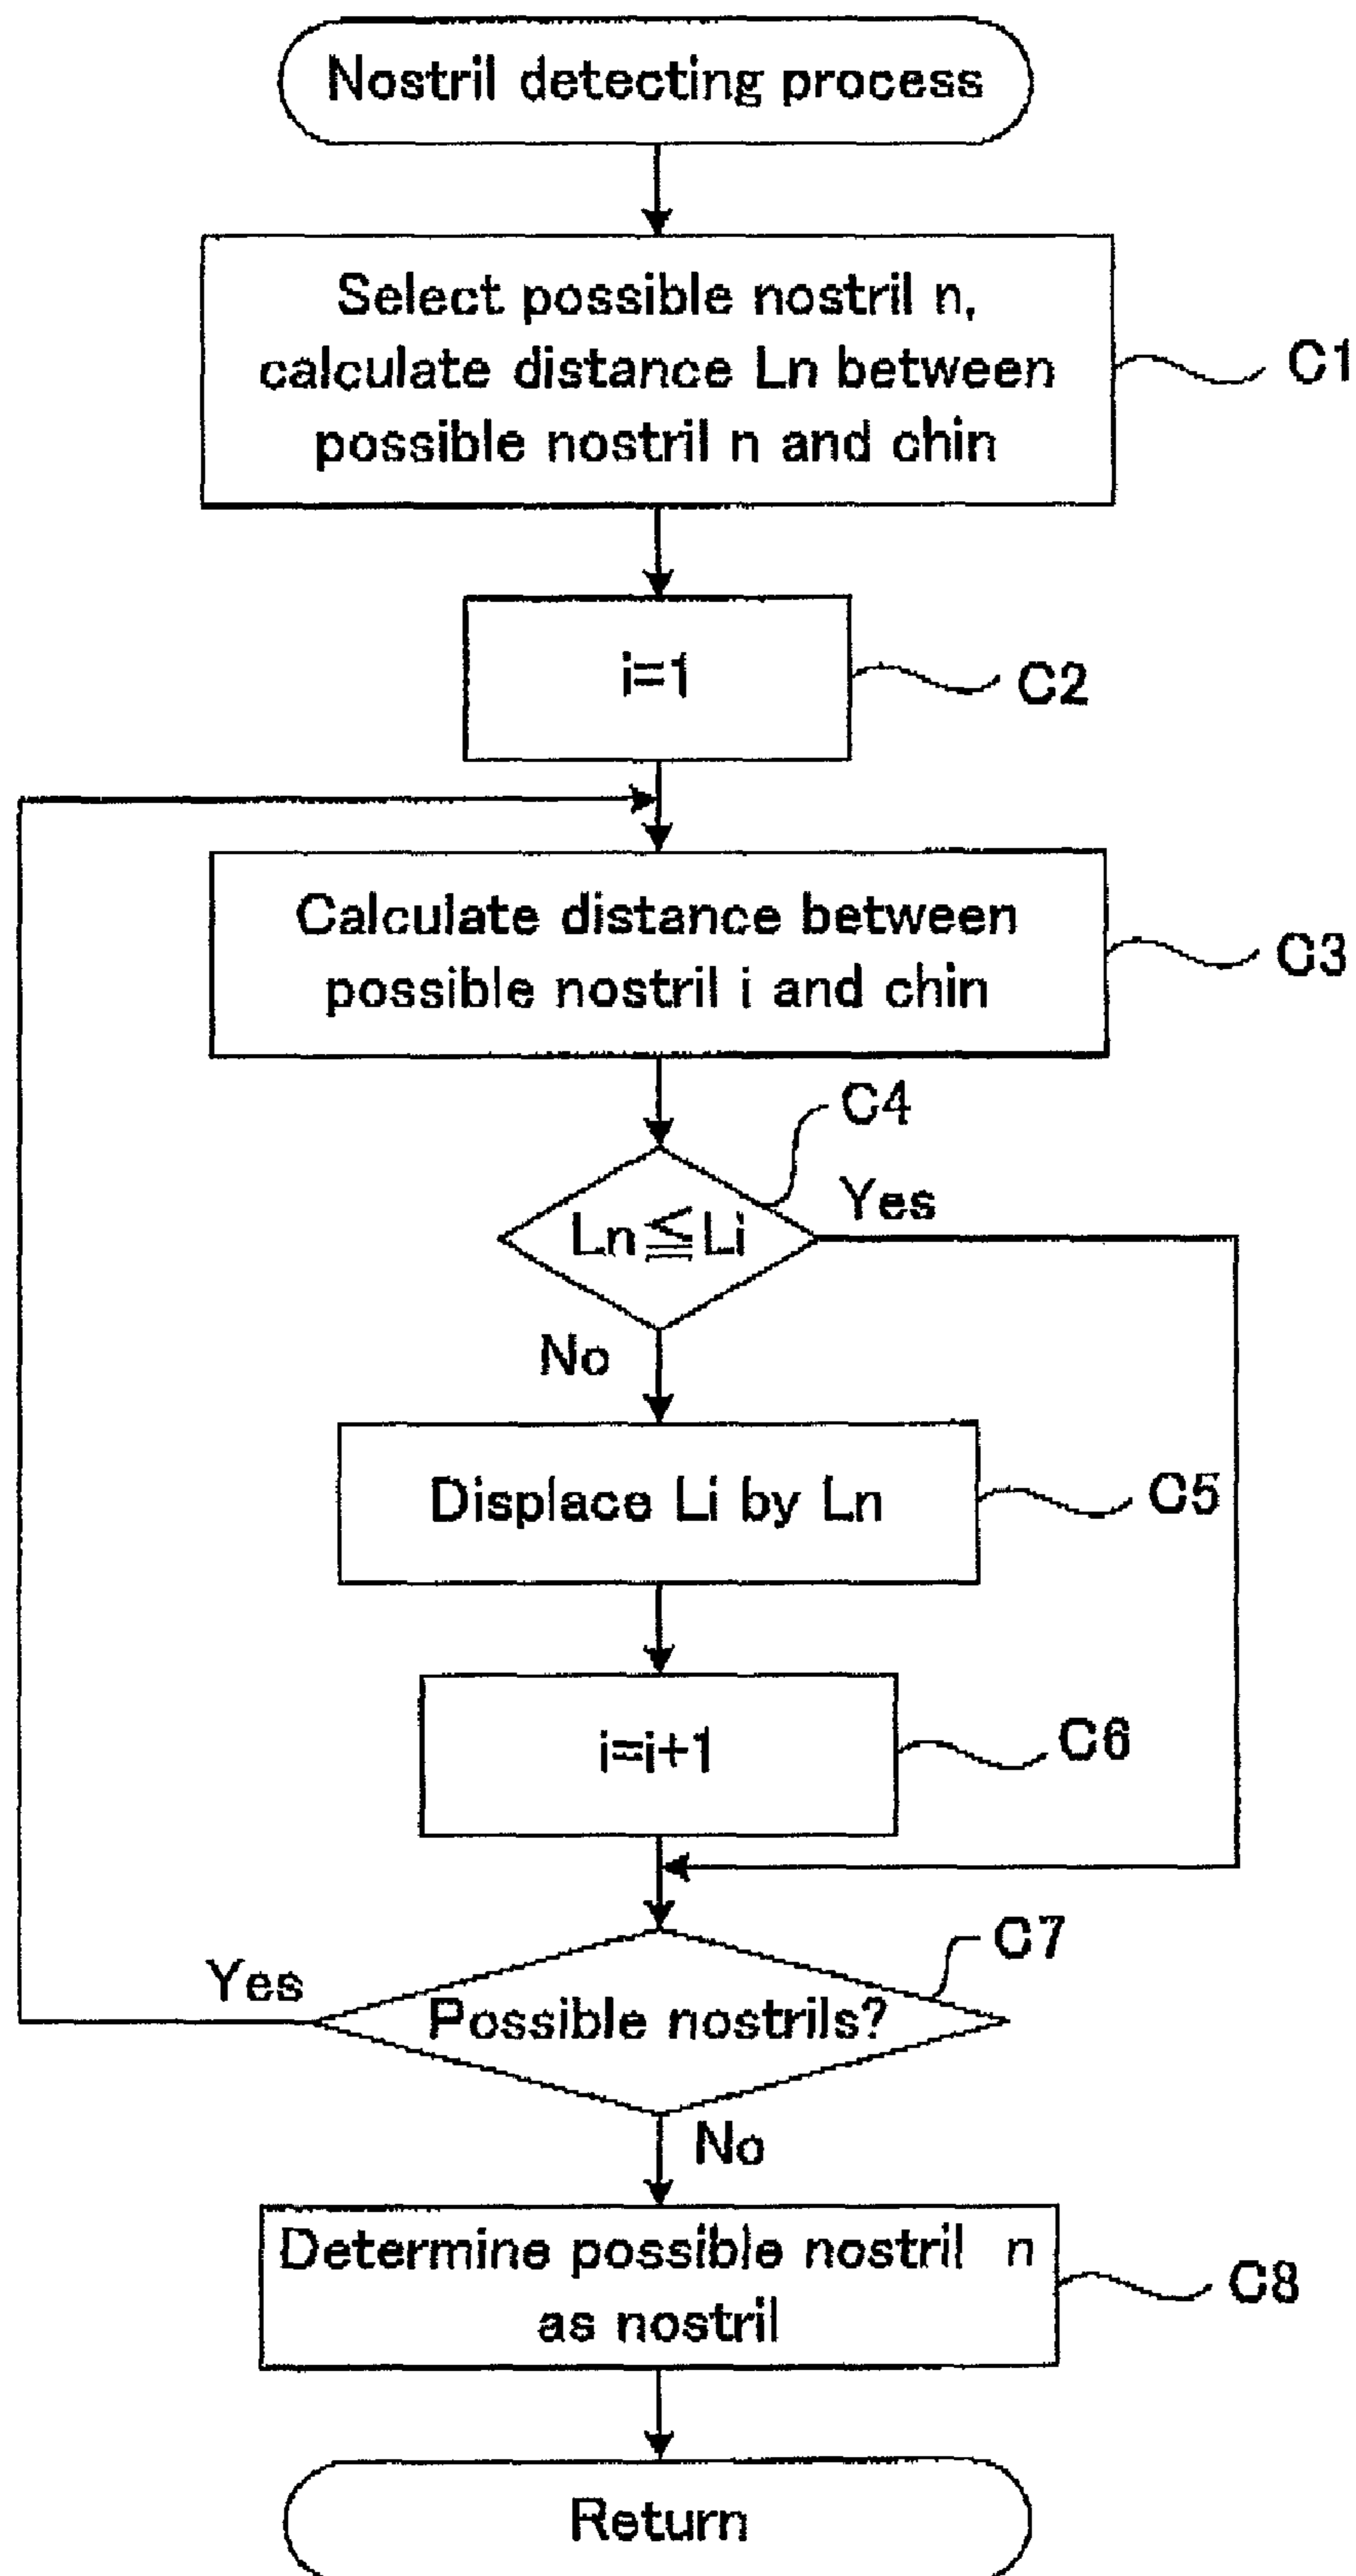 Nostril detecting process
Select possible nostril n,
calculate distance Ln between
possible nostril n and chin
C1
i=1
C2
Calculate distance between
possible nostril i and chin
C3
C4
Ln≦Li
Yes
No
Displace Li by Ln
C5
i=i+1
C6
C7
Yes
Possible nostrils?
No
Determine possible nostril n
as nostril
C8
Return